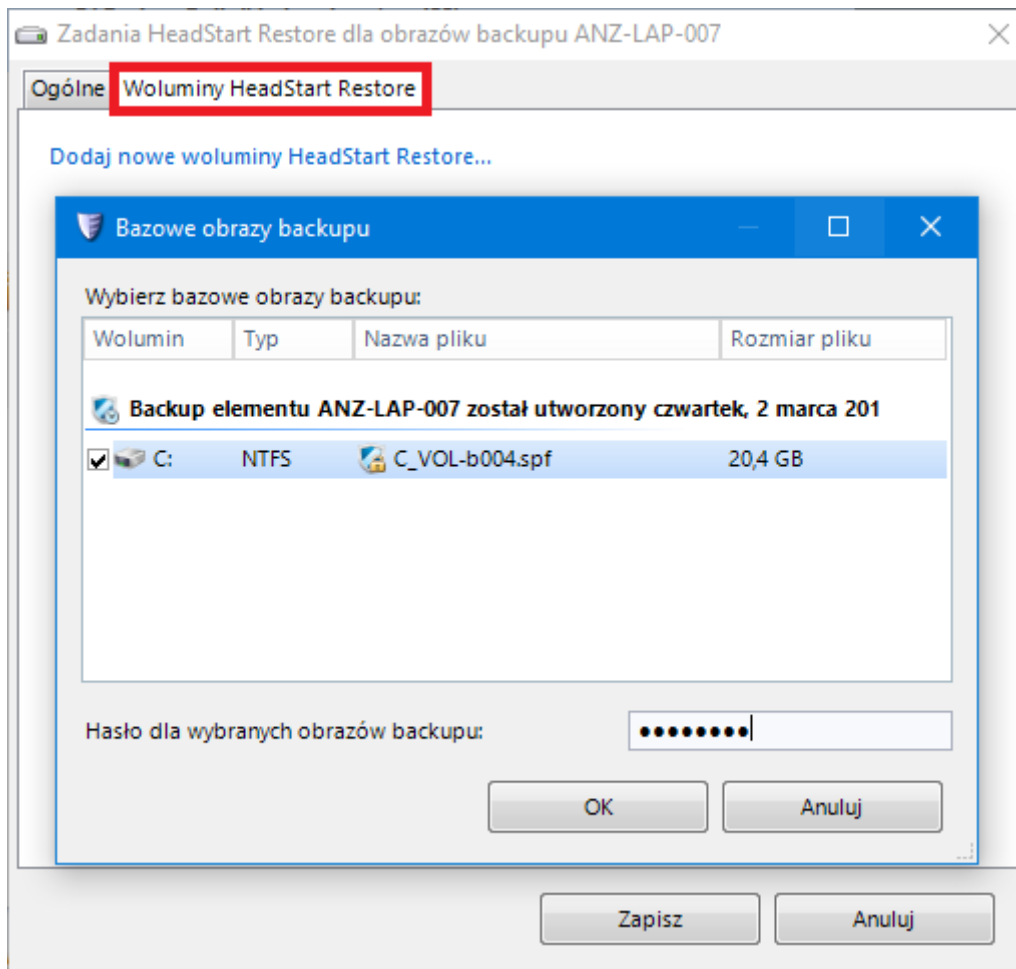 Zadania HeadStart Restore dla obrazów backupu ANZ-LAP-007
Ogólne Woluminy HeadStart Restore
Dodaj nowe woluminy HeadStart Restore...
Bazowe obrazy backupu
Wybierz bazowe obrazy backupu:
Wolumin Typ Nazwa pliku Rozmiar pliku
Backup elementu ANZ-LAP-007 został utworzony czwartek, 2 marca 201
C: NTFS C_VOL-b004.spf 20,4 GB
Hasło dla wybranych obrazów backupu: ●●●●●●●●
OK Anuluj
Zapisz Anuluj